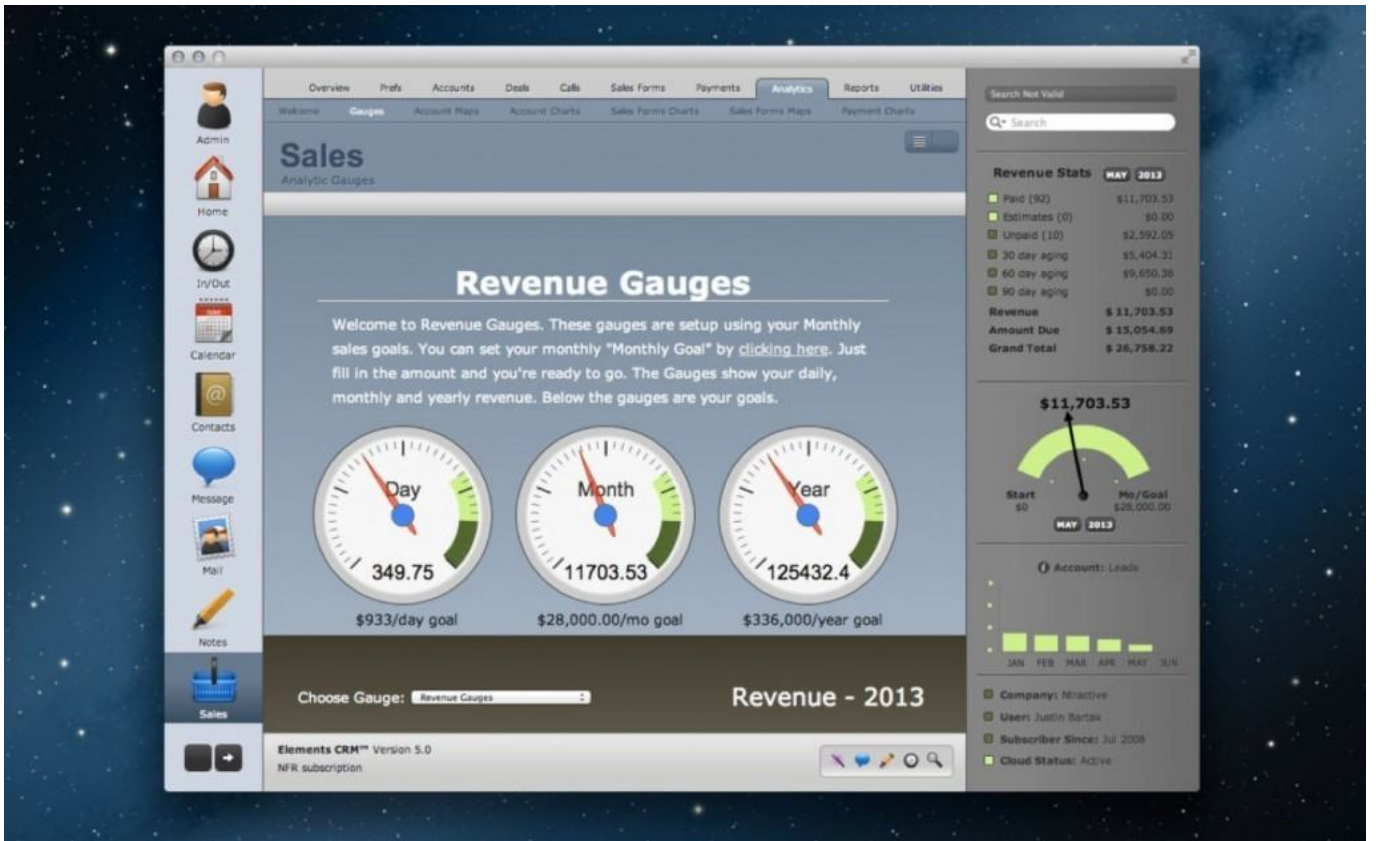 Admin
Home
In/Out
Calendar
Contacts
Message
Mail
Notes
Sales
Overview Prefs Accounts Deals Calls Sales Forms Payments Analytics Reports Utilities
Welcome Gauges Account Maps Account Charts Sales Forms Charts Sales Forms Maps Payment Charts
Sales
Analytic Gauges
Revenue Gauges
Welcome to Revenue Gauges. These gauges are setup using your Monthly
sales goals. You can set your monthly "Monthly Goal" by clicking here. Just
fill in the amount and you're ready to go. The Gauges show your daily,
monthly and yearly revenue. Below the gauges are your goals.
Day
349.75
$933/day goal
Month
11703.53
$28,000.00/mo goal
Year
125432.4
$336,000/year goal
Choose Gauge: Revenue Gauges
Revenue - 2013
Elements CRM™ Version 5.0
NFR subscription
Search Not Valid
Search
Revenue Stats MAY 2013
Paid (92) $11,703.53
Estimates (0) $0.00
Unpaid (10) $2,592.05
30 day aging $5,404.31
60 day aging $9,650.38
90 day aging $0.00
Revenue $ 11,703.53
Amount Due $ 15,054.69
Grand Total $ 26,758.22
$11,703.53
Start Mo/Goal
$0 $28,000.00
MAY 2013
Account: Leads
JAN FEB MAR APR MAY JUN
Company: Ntractive
User: Justin Bartak
Subscriber Since: Jul 2008
Cloud Status: Active